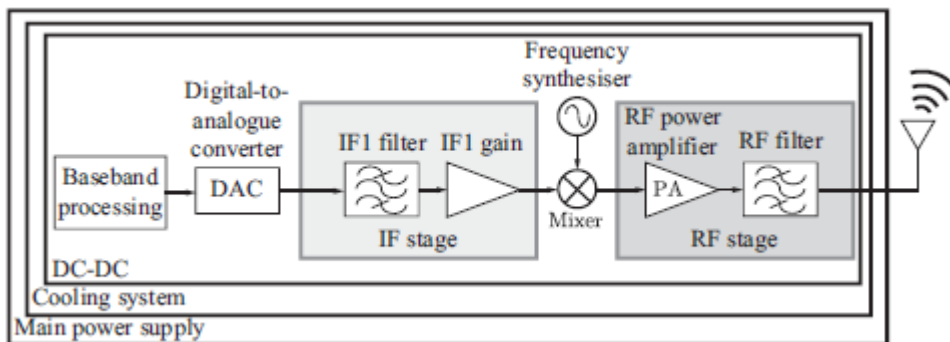 Frequency
synthesiser
Digital-to-
analogue
converter
RF power
amplifier
IF1 filter
IF1 gain
RF filter
Baseband
processing
DAC
PA
Mixer
IF stage
RF stage
DC-DC
Cooling system
Main power supply